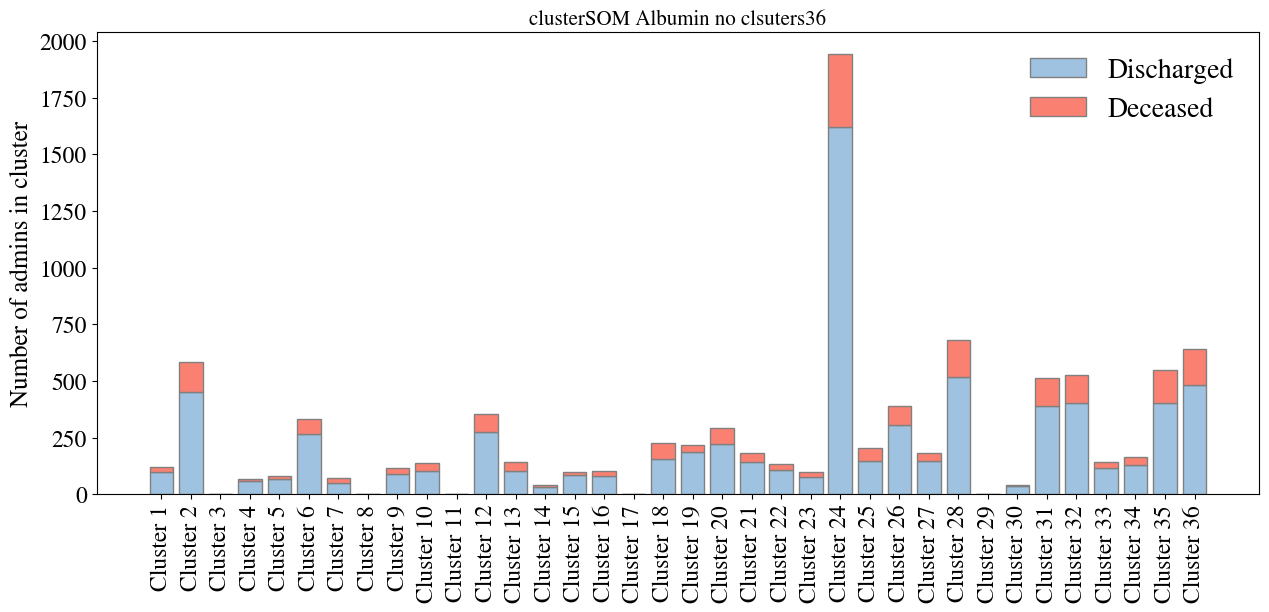 clusterSOM Albumin no clsuters36
Number of admins in cluster
2000
1750
1500
1250
1000
750
500
250
0
Discharged
Deceased
Cluster 1
Cluster 2
Cluster 3
Cluster 4
Cluster 5
Cluster 6
Cluster 7
Cluster 8
Cluster 9
Cluster 10
Cluster 11
Cluster 12
Cluster 13
Cluster 14
Cluster 15
Cluster 16
Cluster 17
Cluster 18
Cluster 19
Cluster 20
Cluster 21
Cluster 22
Cluster 23
Cluster 24
Cluster 25
Cluster 26
Cluster 27
Cluster 28
Cluster 29
Cluster 30
Cluster 31
Cluster 32
Cluster 33
Cluster 34
Cluster 35
Cluster 36